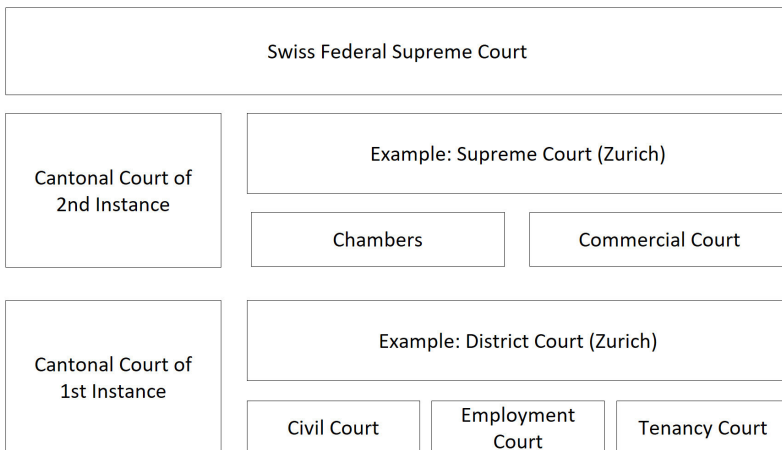 Swiss Federal Supreme Court
Cantonal Court of
2nd Instance
Example: Supreme Court (Zurich)
Chambers
Commercial Court
Cantonal Court of
1st Instance
Example: District Court (Zurich)
Civil Court
Employment
Court
Tenancy Court